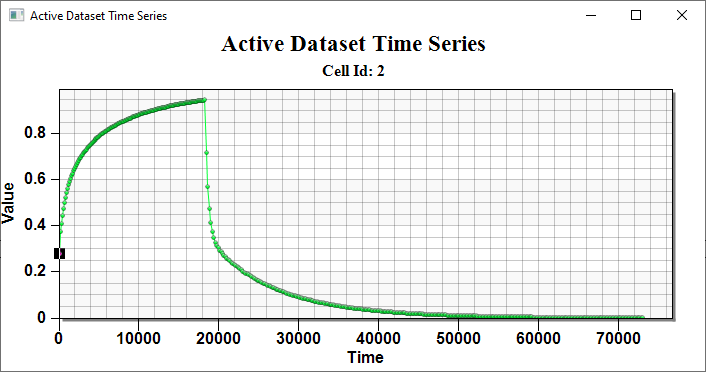 Active Dataset Time Series
Active Dataset Time Series
Cell Id: 2
0.8
0.6
0.4
0.2
0
Value
0 10000 20000 30000 40000 50000 60000 70000
Time